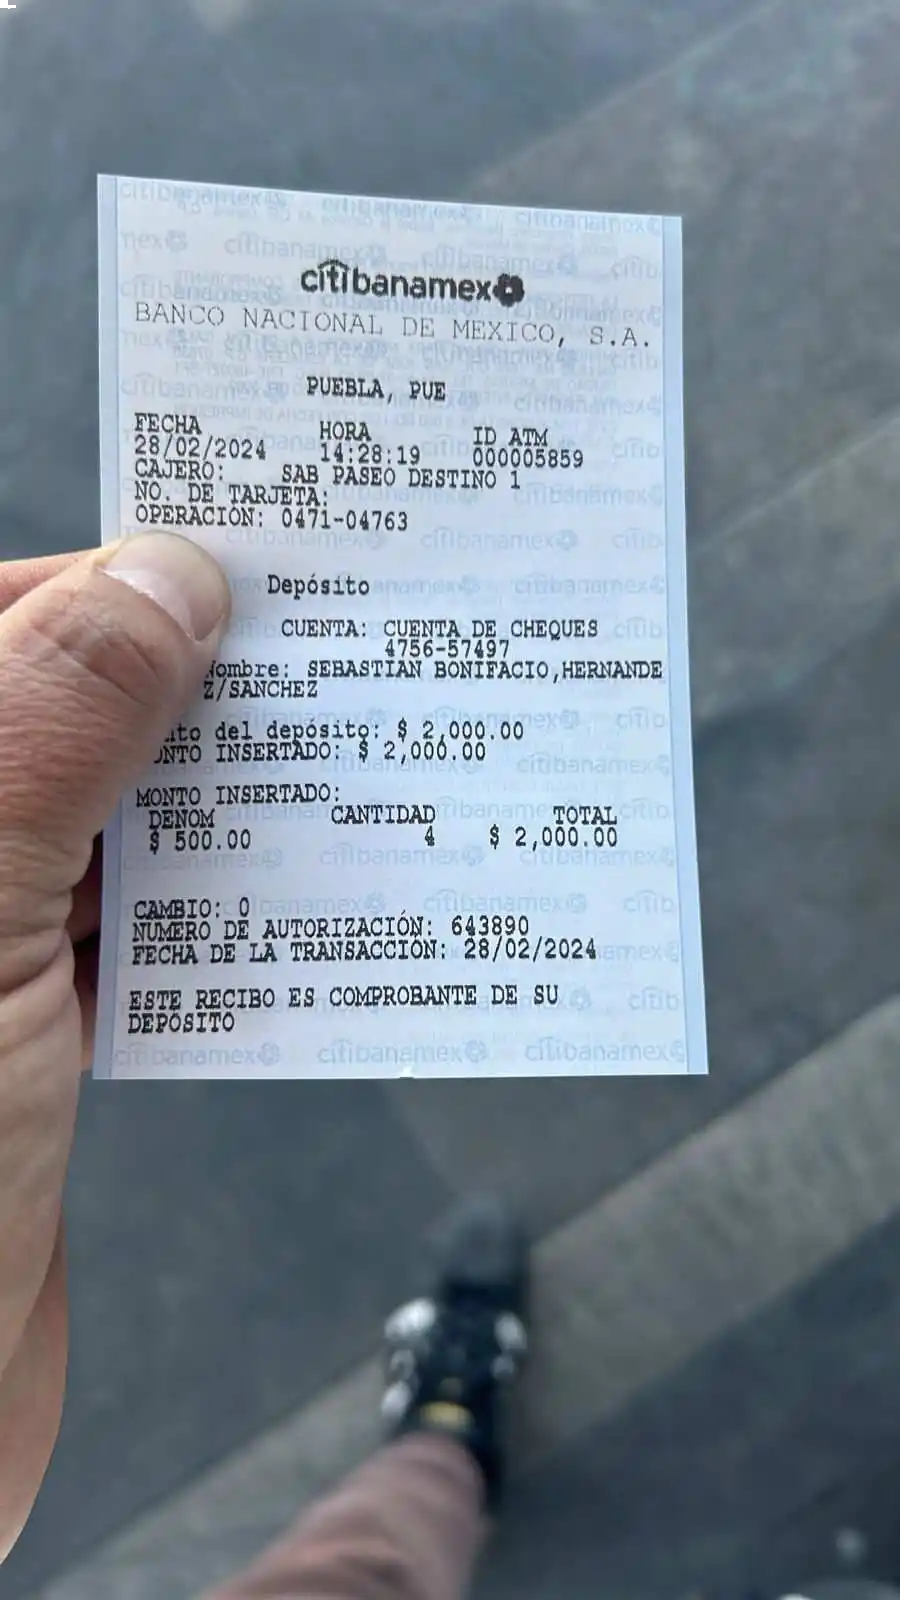 citibanamex
BANCO NACIONAL DE MEXICO, S.A.
PUEBLA, PUE
FECHA HORA ID ATM
28/02/2024 14:28:19 000005859
CAJERO: SAB PASEO DESTINO 1
NO. DE TARJETA:
OPERACIÓN: 0471-04763
Depósito
CUENTA: CUENTA DE CHEQUES
4756-57497
Nombre: SEBASTIAN BONIFACIO,HERNANDE
Z/SANCHEZ
del depósito: $ 2,000.00
INSERTADO: $ 2,000.00
MONTO INSERTADO:
DENOM CANTIDAD TOTAL
$ 500.00 4 $ 2,000.00
CAMBIO: 0
NUMERO DE AUTORIZACIÓN: 643890
FECHA DE LA TRANSACCIÓN: 28/02/2024
ESTE RECIBO ES COMPROBANTE DE SU
DEPÓSITO